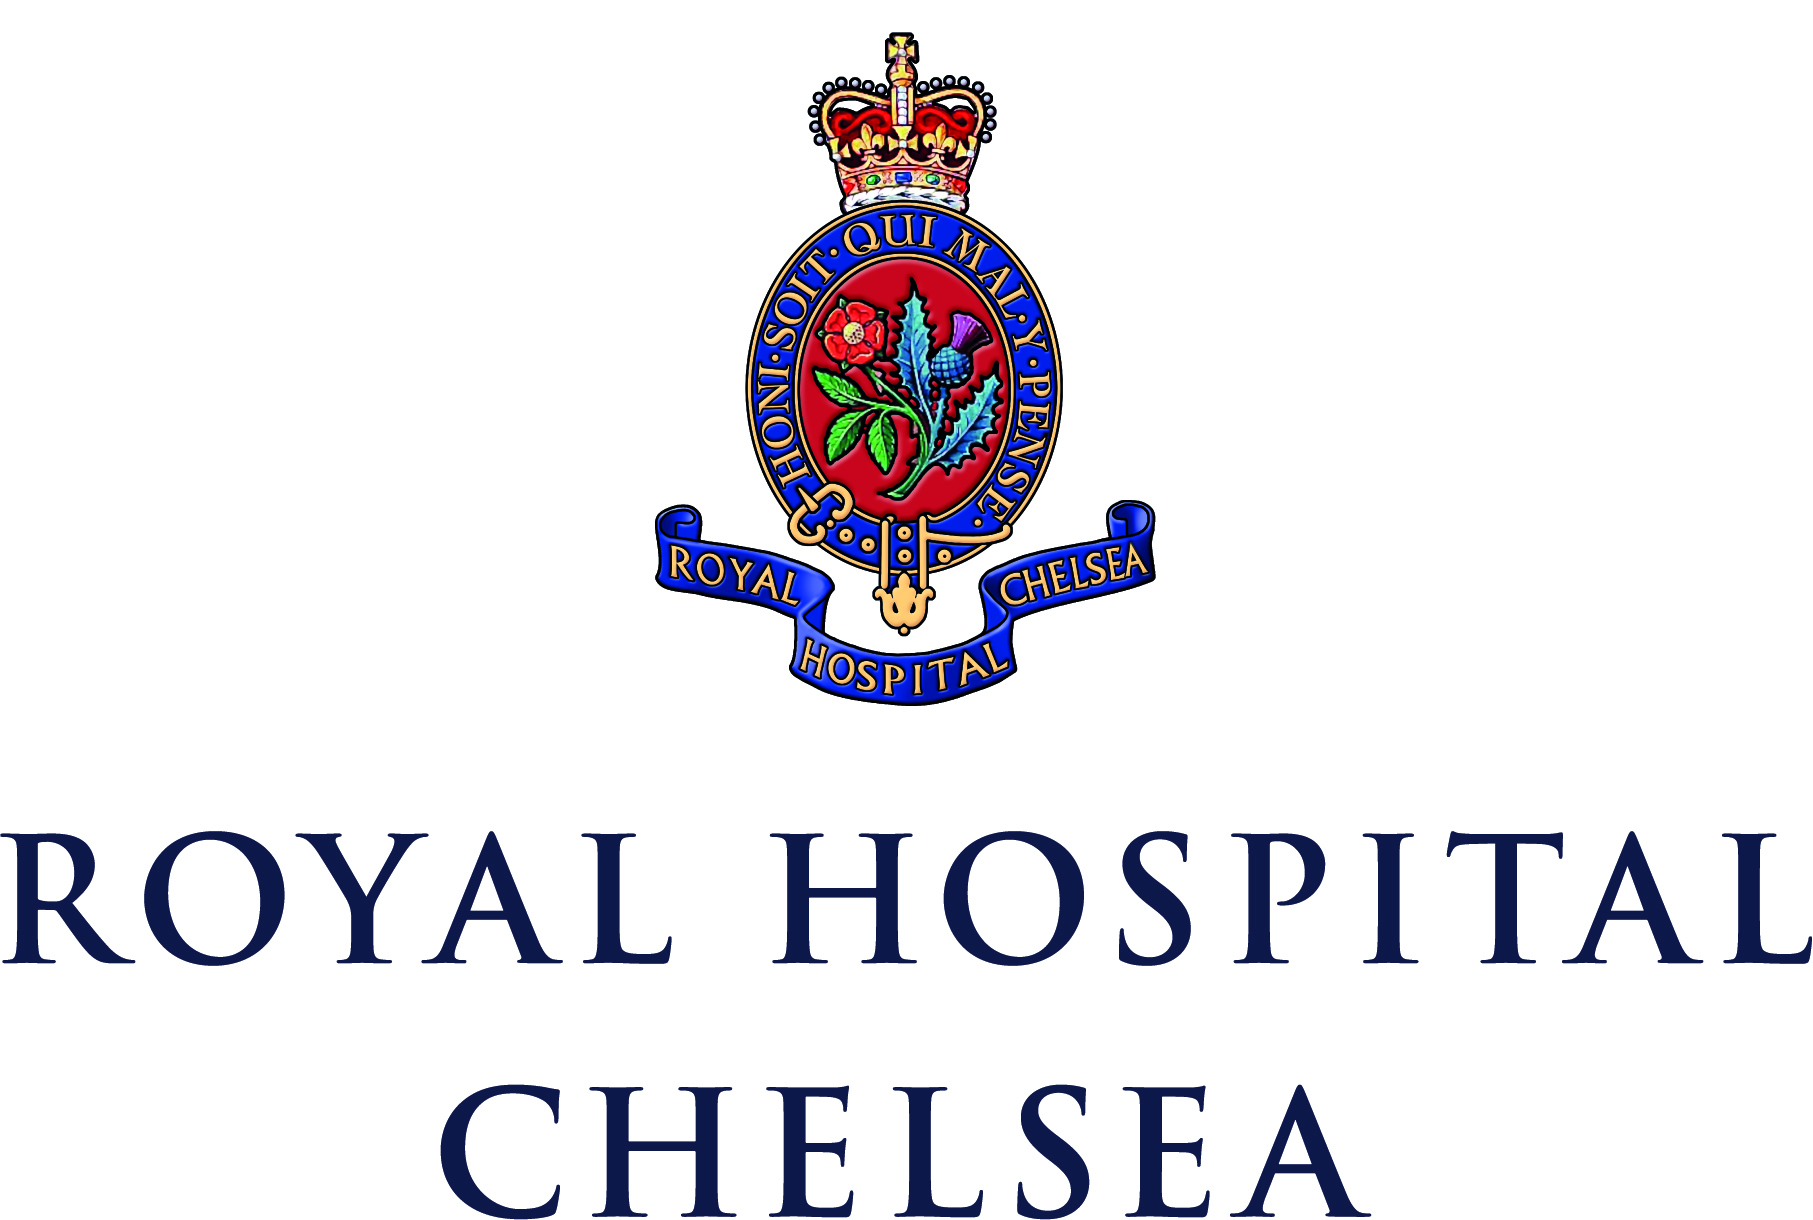 HONI · SOIT · QUI MAL · Y · PENSE ·
ROYAL HOSPITAL CHELSEA
ROYAL HOSPITAL
CHELSEA